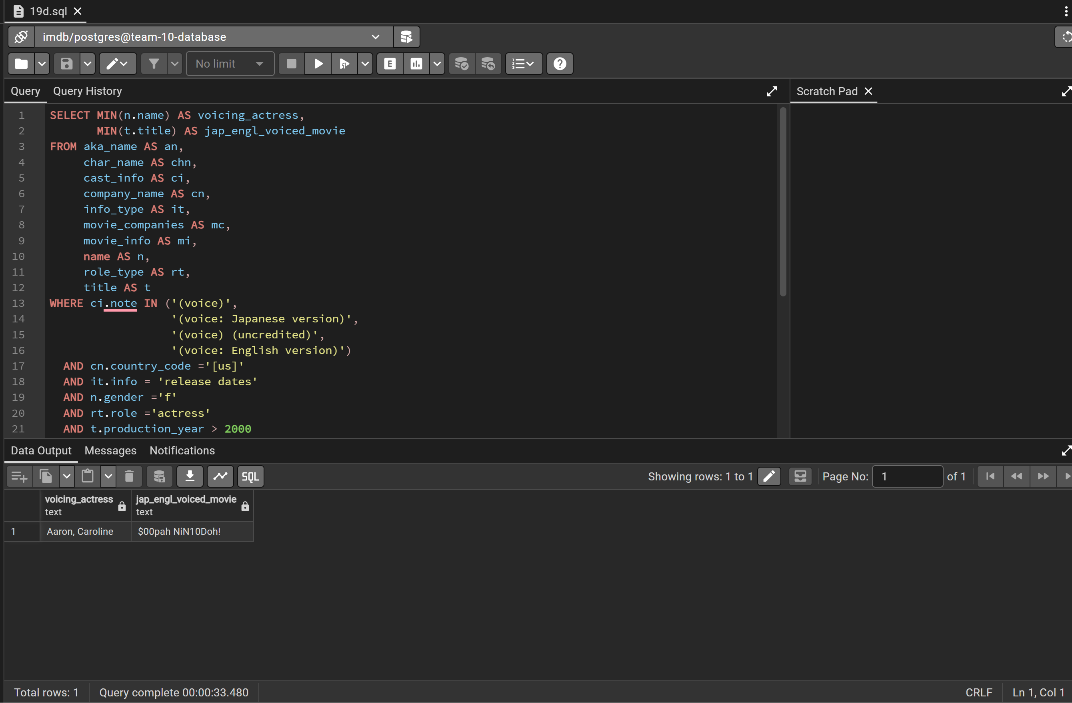 19d.sql
imdb/postgres@team-10-database
No limit
E
Query Query History
Scratch Pad
1 SELECT MIN(n.name) AS voicing_actress,
2 MIN(t.title) AS jap_engl_voiced_movie
3 FROM aka_name AS an,
4 char_name AS chn,
5 cast_info AS ci,
6 company_name AS cn,
7 info_type AS it,
8 movie_companies AS mc,
9 movie_info AS mi,
10 name AS n,
11 role_type AS rt,
12 title AS t
13 WHERE ci.note IN ('(voice)',
14 '(voice: Japanese version)',
15 '(voice) (uncredited)',
16 '(voice: English version)')
17 AND cn.country_code ='[us]'
18 AND it.info = 'release dates'
19 AND n.gender ='f'
20 AND rt.role ='actress'
21 AND t.production_year > 2000
Data Output Messages Notifications
SQL Showing rows: 1 to 1 Page No: 1 of 1
voicing_actress jap_engl_voiced_movie
text text
1 Aaron, Caroline $00pah NiN10Doh!
Total rows: 1 Query complete 00:00:33.480 CRLF Ln 1, Col 1